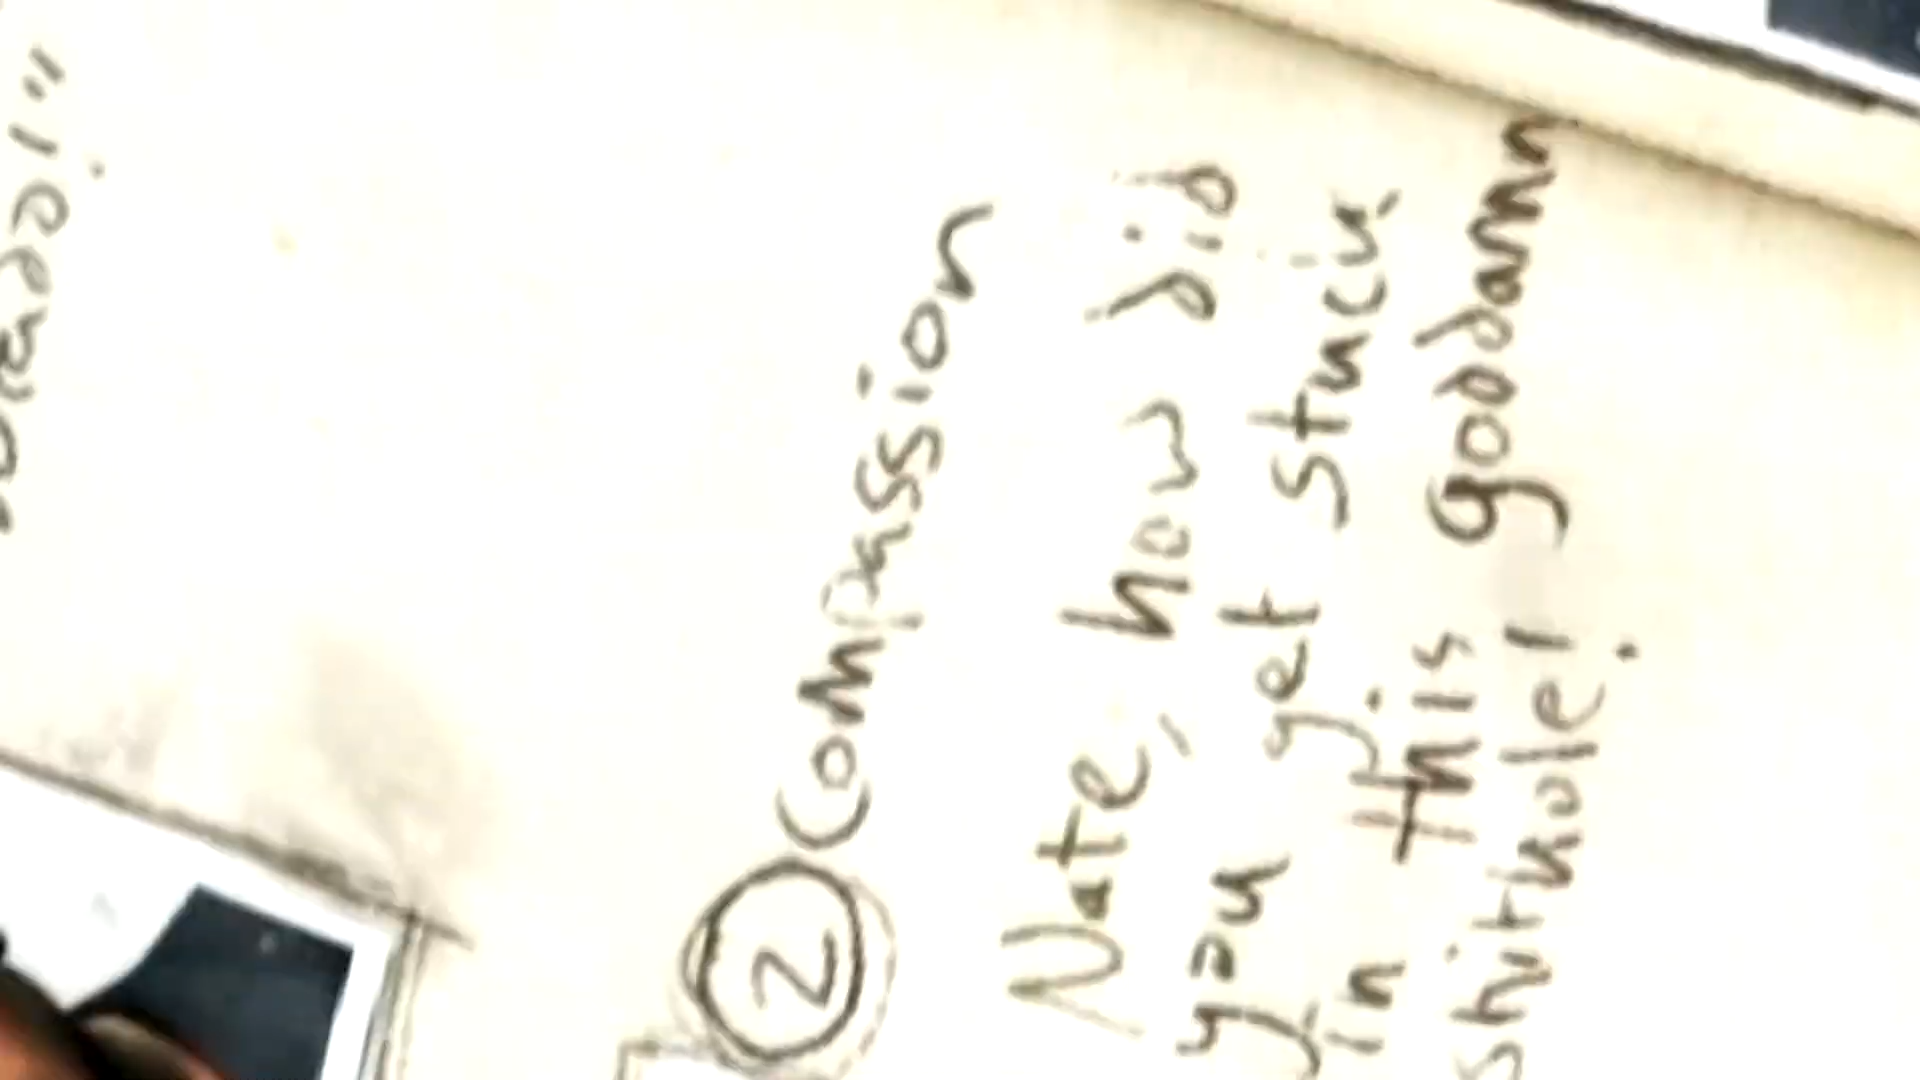 ② Compassion
Nate, how did
you get stuck
in this goddamn
shithole!